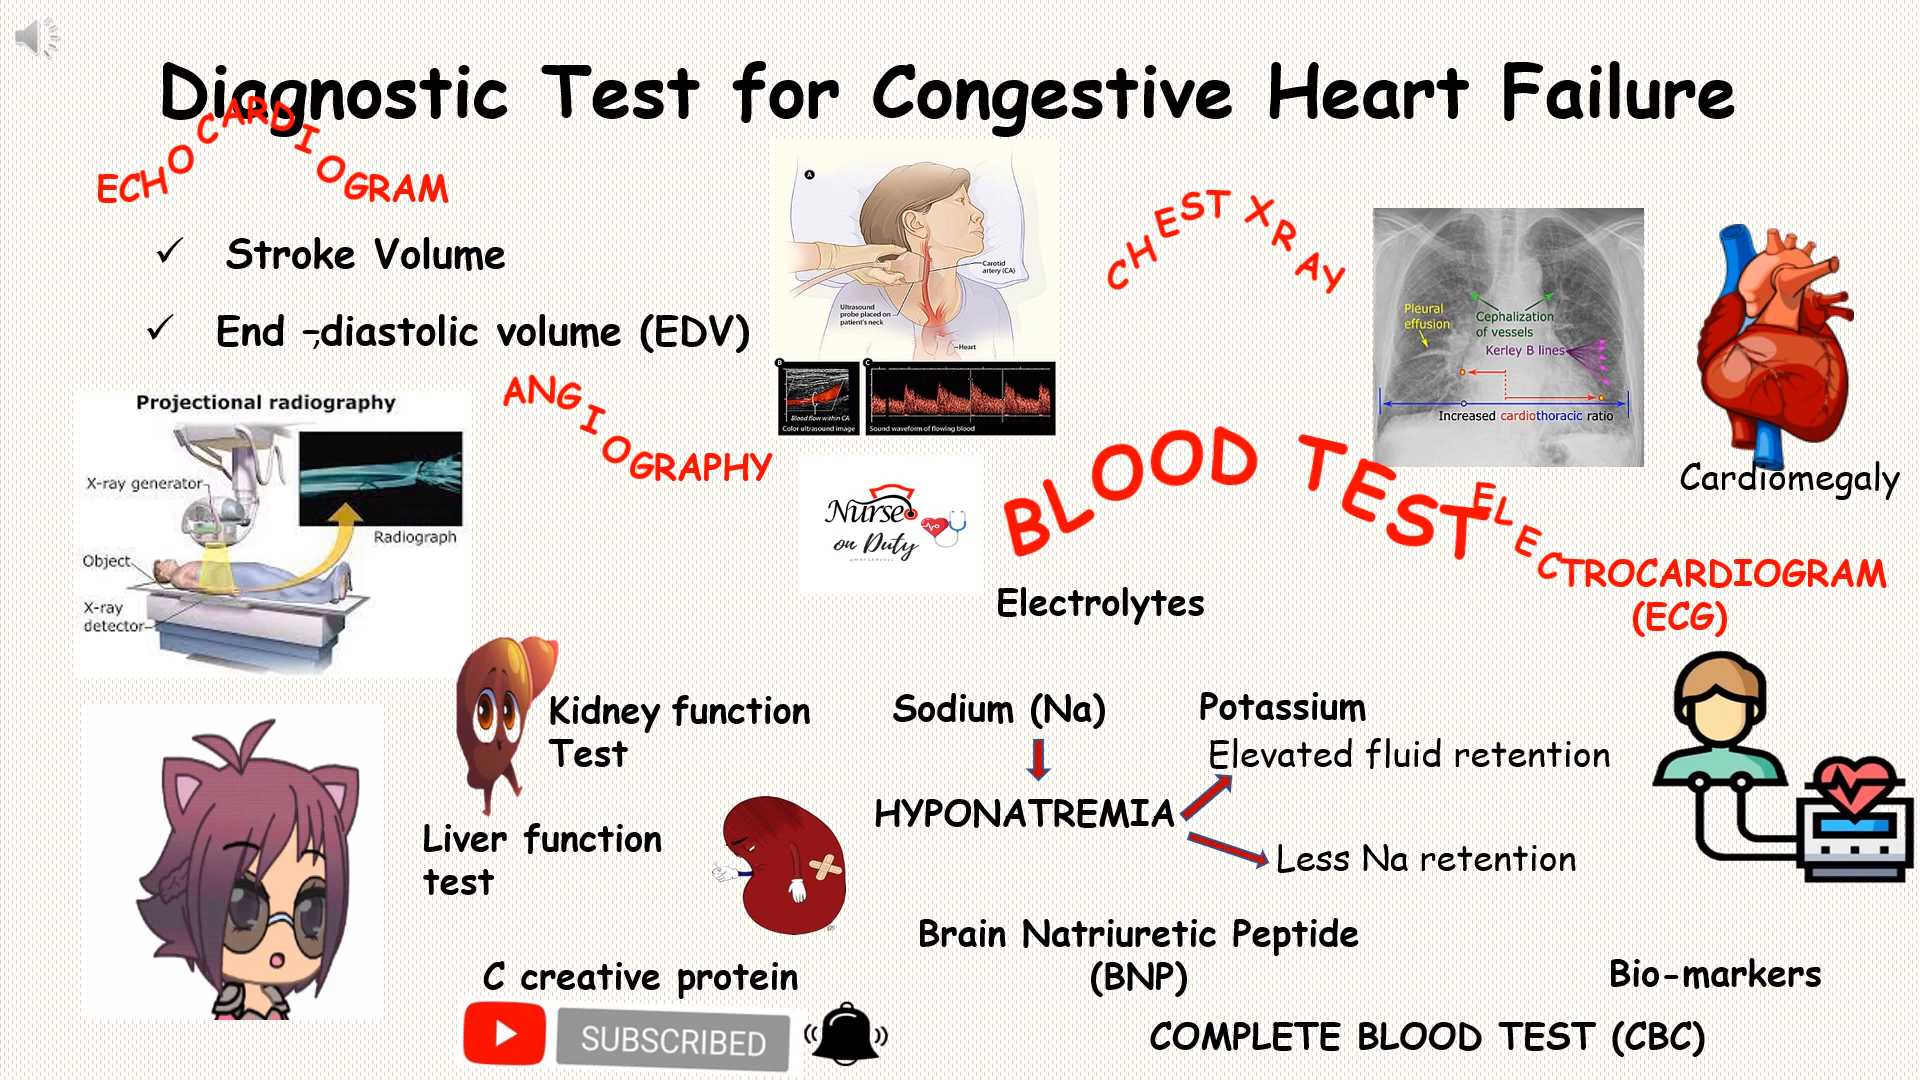 Diagnostic Test for Congestive Heart Failure
ECHOCARDIOGRAM
✓ Stroke Volume
✓ End -,diastolic volume (EDV)
A
Carotid
artery (CA)
Ultrasound
probe placed on
patient's neck
Heart
B
C
Blood flow within CA
Color ultrasound image
Sound waveform of flowing blood
CHEST XRAY
Pleural
effusion
Cephalization
of vessels
Kerley B lines
Increased cardiothoracic ratio
Cardiomegaly
ANGIOGRAPHY
Projectional radiography
X-ray generator
Radiograph
Object
X-ray
detector
Nurse
on Duty
BLOOD TEST
ELECTROCARDIOGRAM
(ECG)
Electrolytes
Kidney function
Test
Sodium (Na)
Potassium
Elevated fluid retention
HYPONATREMIA
Less Na retention
Liver function
test
Brain Natriuretic Peptide
(BNP)
C creative protein
Bio-markers
SUBSCRIBED
COMPLETE BLOOD TEST (CBC)